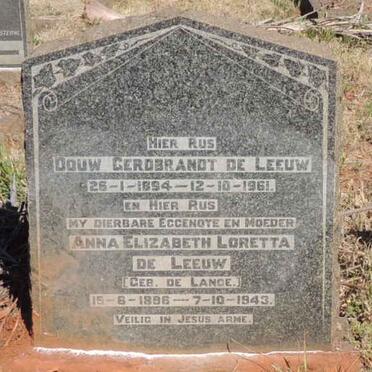 Hier Rus
Douw Gerdbrandt de Leeuw
26-1-1894 – 12-10-1961.
en Hier Rus
my dierbare Eggenote en Moeder
Anna Elizabeth Loretta
de Leeuw
(Geb. de Lange.)
15-6-1896 – 7-10-1943.
Veilig in Jesus Arme.